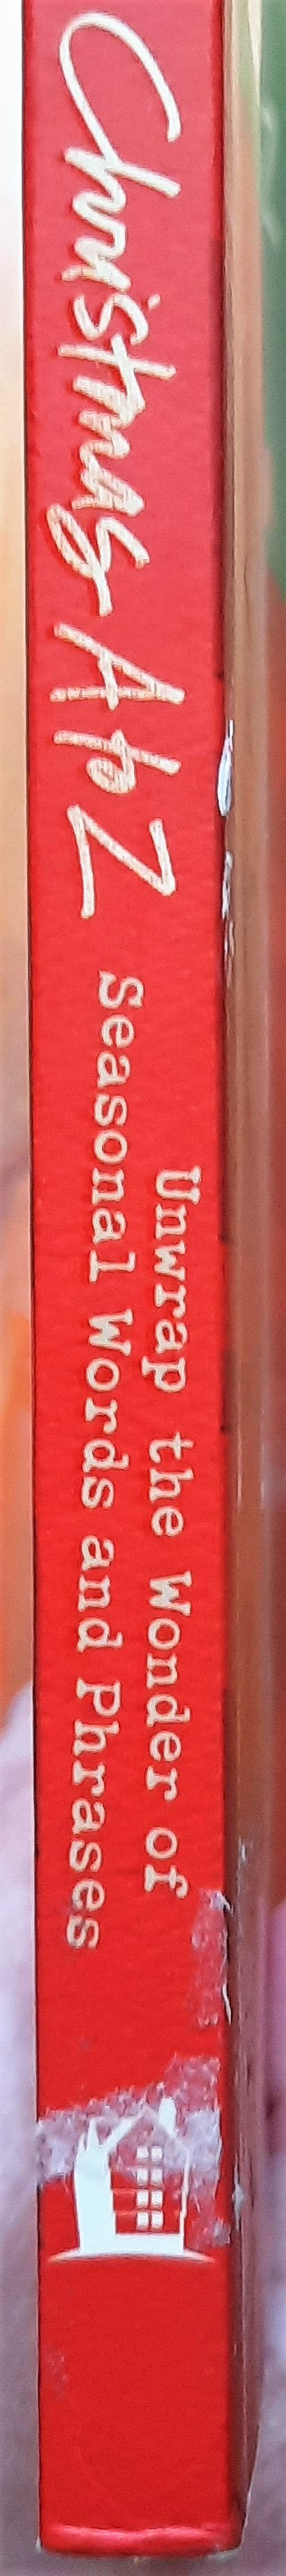 Christmas A to Z
Unwrap the Wonder of
Seasonal Words and Phrases